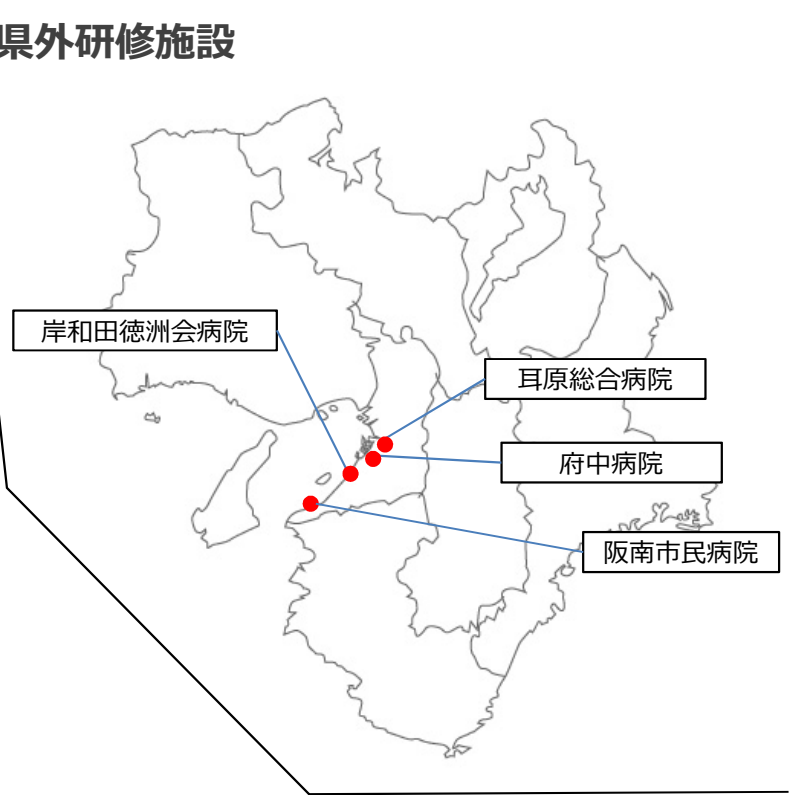 県外研修施設
岸和田徳洲会病院
耳原総合病院
府中病院
阪南市民病院